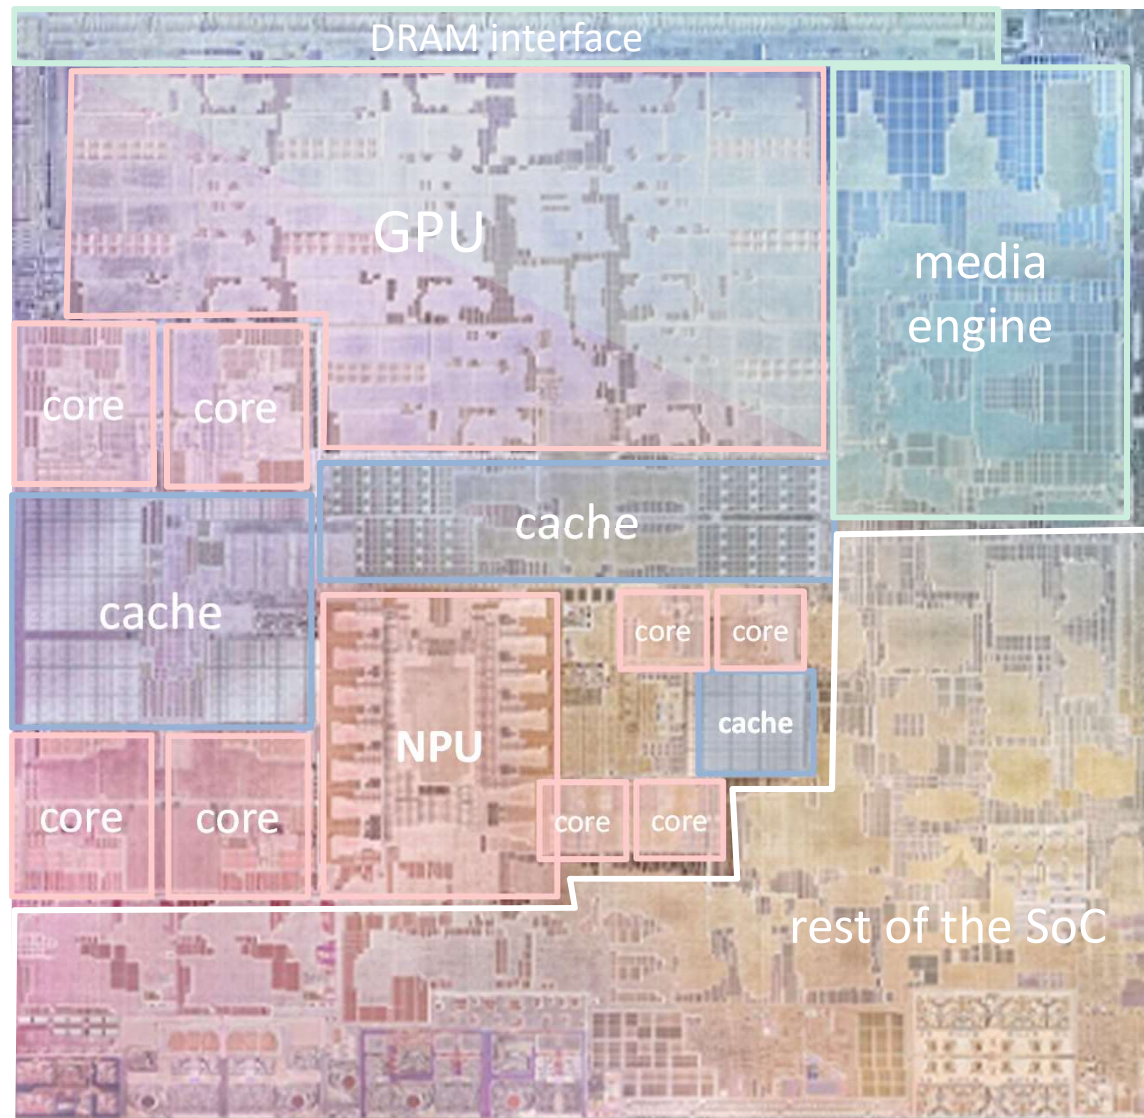 DRAM interface
GPU
media
engine
core
core
cache
cache
core
core
cache
NPU
core
core
core
core
rest of the SoC